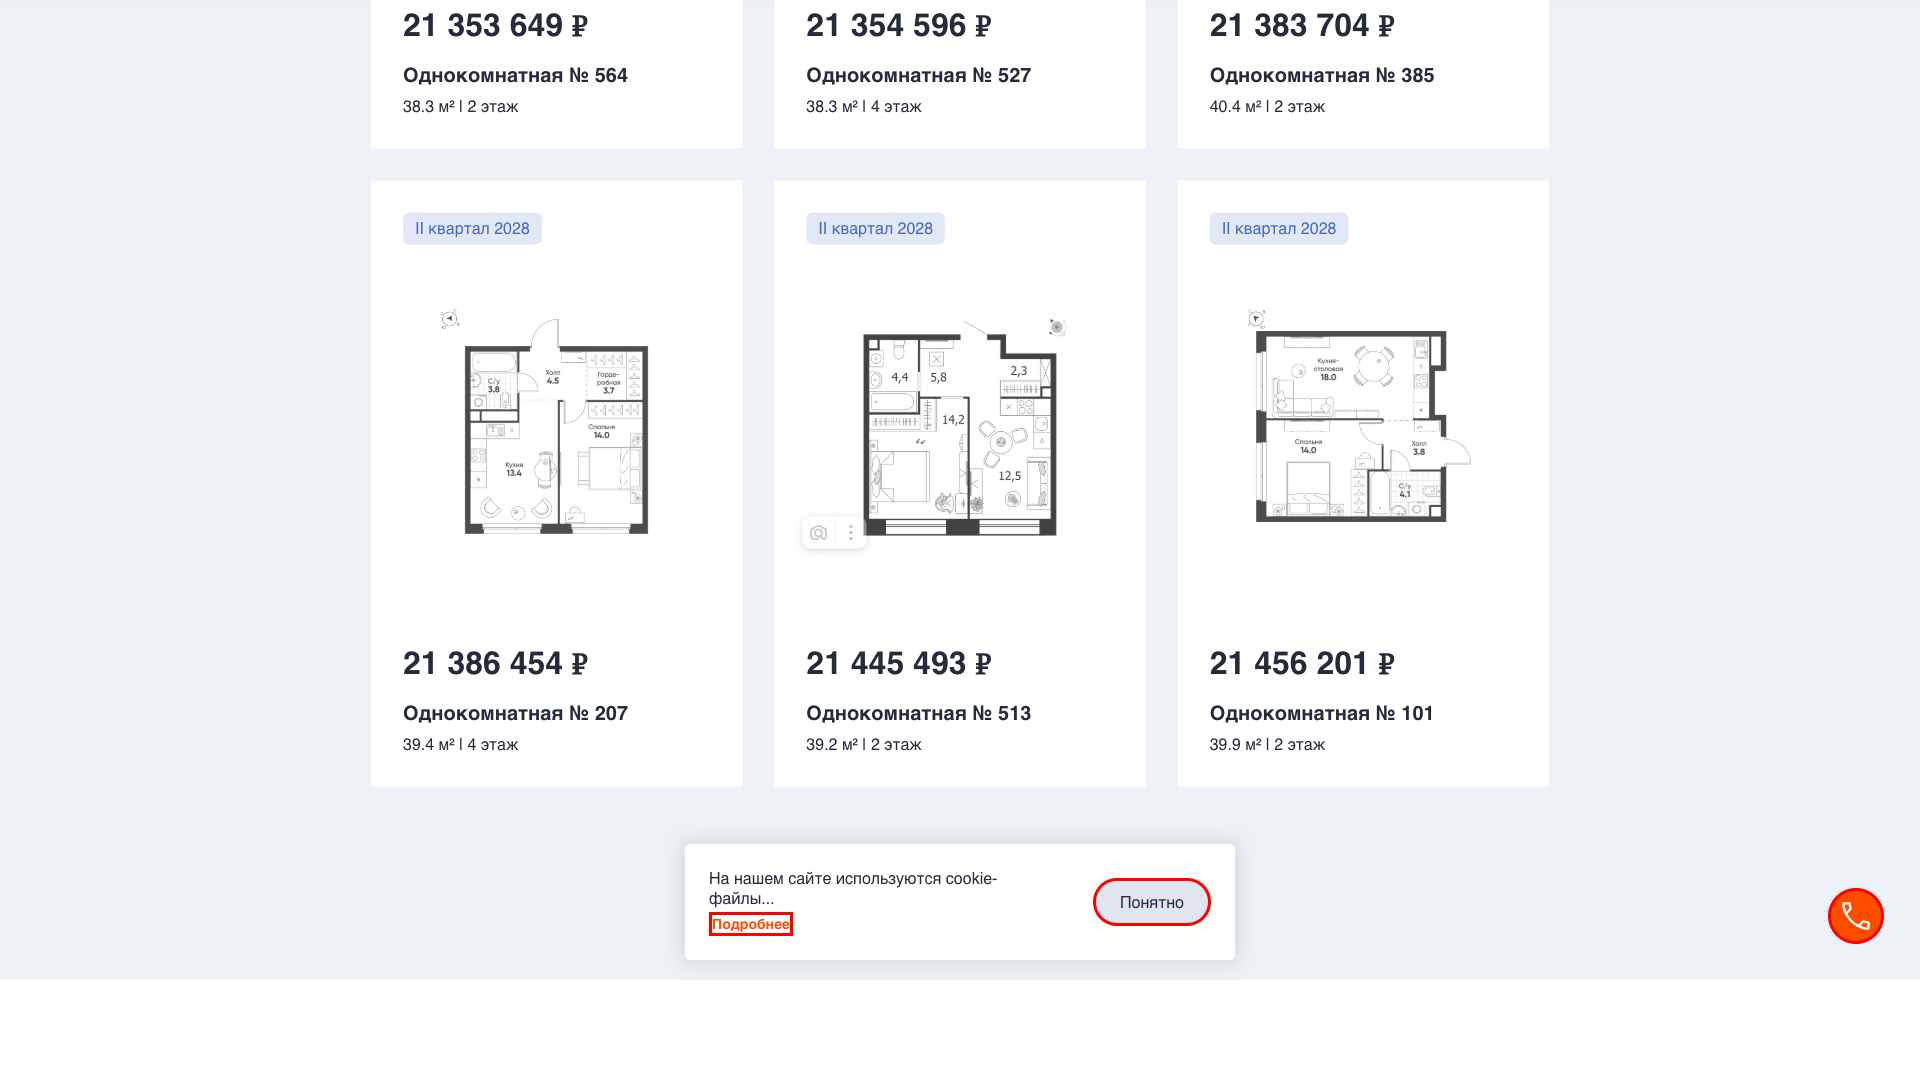 21 353 649 ₽
Однокомнатная № 564
38.3 м² | 2 этаж
21 354 596 ₽
Однокомнатная № 527
38.3 м² | 4 этаж
21 383 704 ₽
Однокомнатная № 385
40.4 м² | 2 этаж
II квартал 2028
С/у
3.8
Холл
4.5
Гарде-
робная
3.7
Спальня
14.0
Кухня
13.4
21 386 454 ₽
Однокомнатная № 207
39.4 м² | 4 этаж
II квартал 2028
4,4
5,8
2,3
14,2
12,5
21 445 493 ₽
Однокомнатная № 513
39.2 м² | 2 этаж
II квартал 2028
Кухня-
столовая
18.0
Спальня
14.0
Холл
3.8
С/у
4.1
21 456 201 ₽
Однокомнатная № 101
39.9 м² | 2 этаж
На нашем сайте используются cookie-
файлы...
Подробнее
Понятно